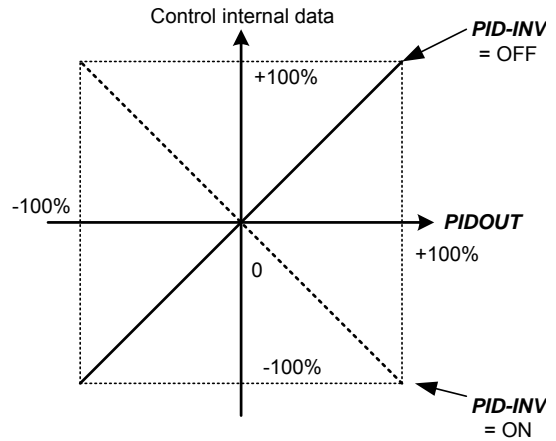 Control internal data
PID-INV
= OFF
+100%
-100%
PIDOUT
+100%
0
-100%
PID-INV
= ON